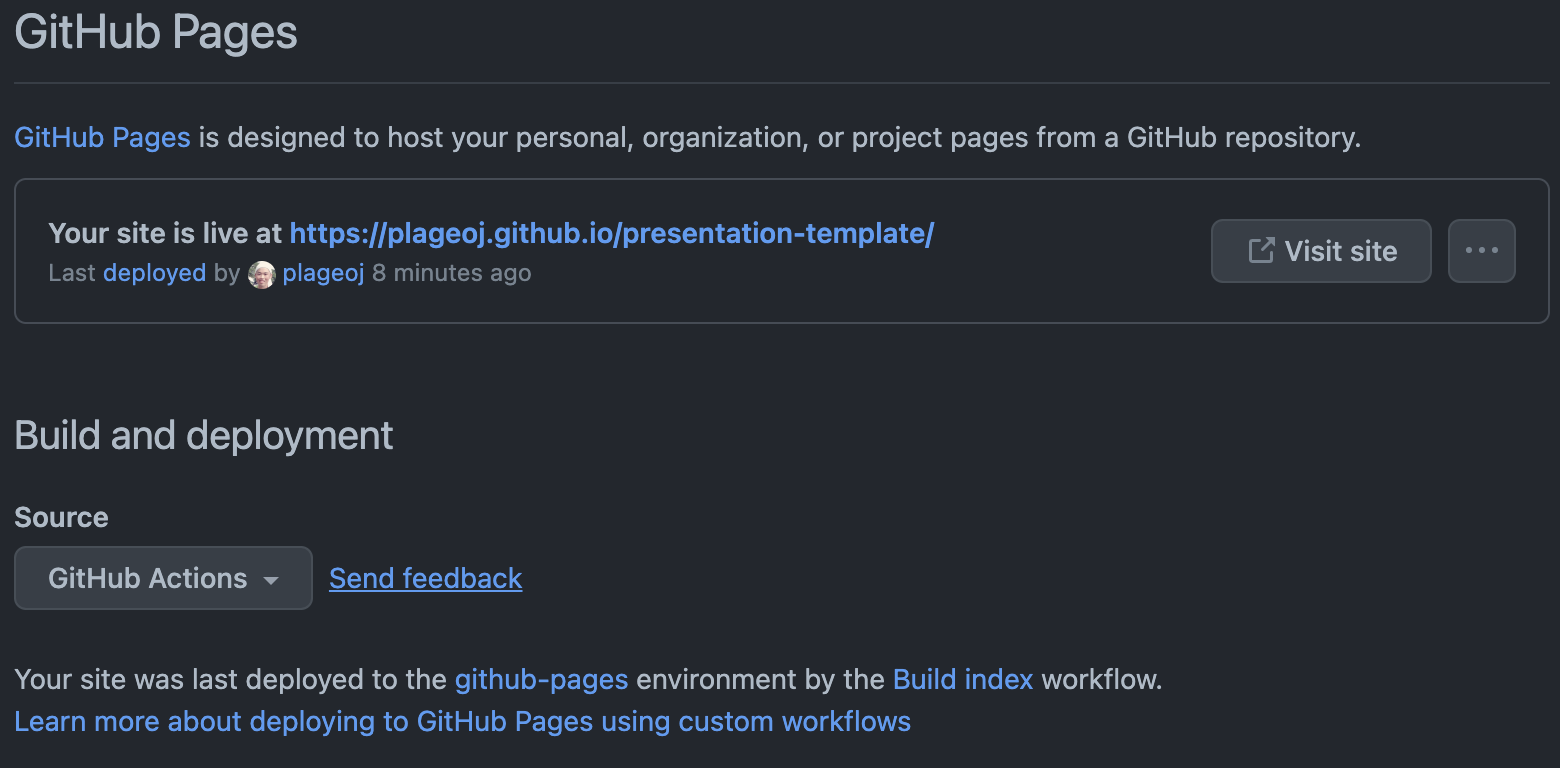 GitHub Pages
GitHub Pages is designed to host your personal, organization, or project pages from a GitHub repository.
Your site is live at https://plageoj.github.io/presentation-template/
Last deployed by plageoj 8 minutes ago
Visit site
Build and deployment
Source
GitHub Actions
Send feedback
Your site was last deployed to the github-pages environment by the Build index workflow.
Learn more about deploying to GitHub Pages using custom workflows